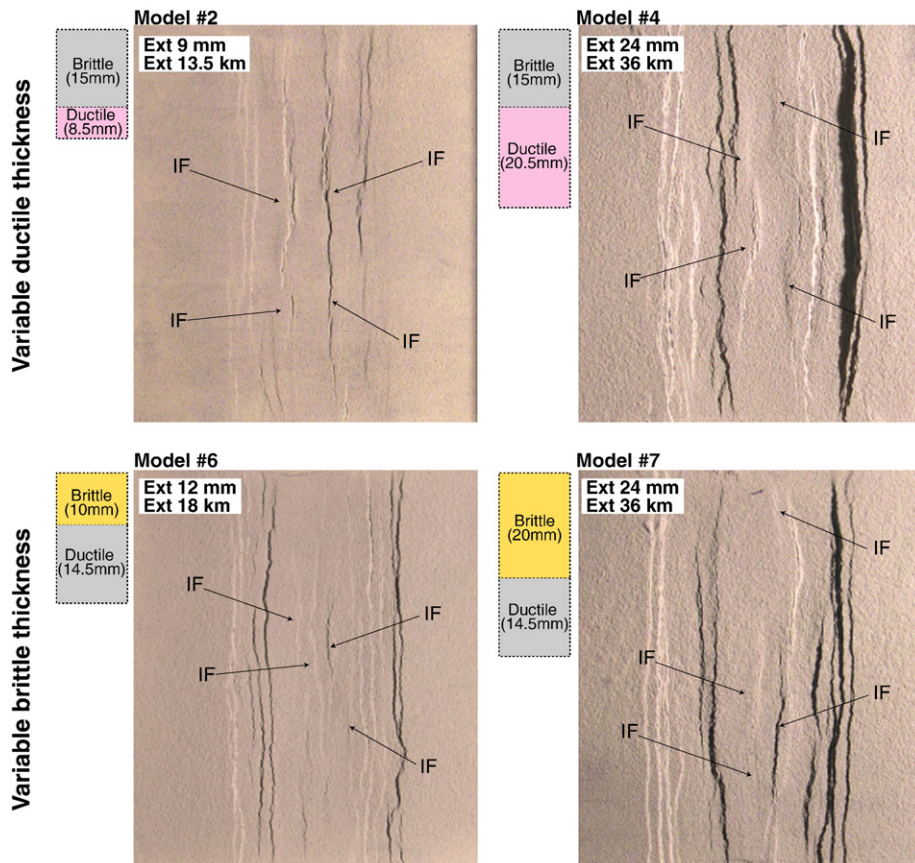 Variable ductile thickness
Model #2
Ext 9 mm
Ext 13.5 km
Brittle
(15mm)
Ductile
(8.5mm)
IF
IF
IF
IF
Model #4
Ext 24 mm
Ext 36 km
Brittle
(15mm)
Ductile
(20.5mm)
IF
IF
IF
IF
Variable brittle thickness
Model #6
Ext 12 mm
Ext 18 km
Brittle
(10mm)
Ductile
(14.5mm)
IF
IF
IF
IF
Model #7
Ext 24 mm
Ext 36 km
Brittle
(20mm)
Ductile
(14.5mm)
IF
IF
IF
IF